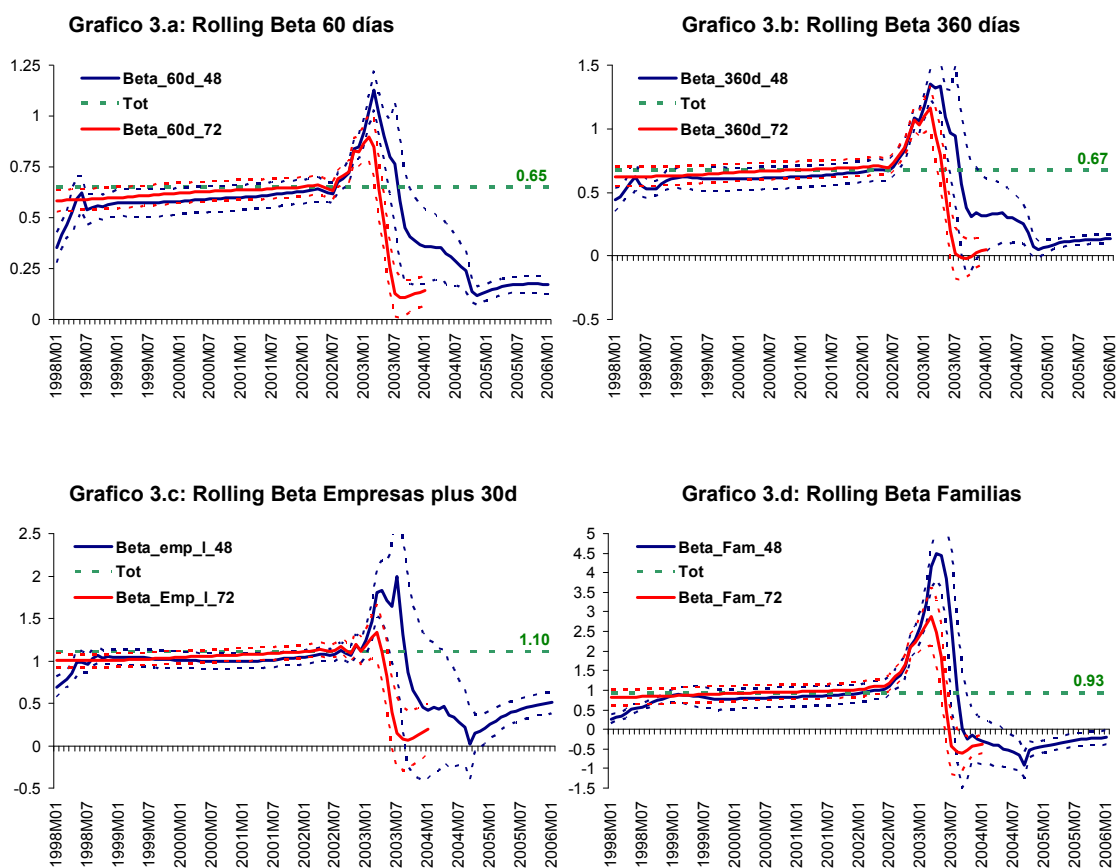 Grafico 3.a: Rolling Beta 60 días
1.25
1
0.75
0.5
0.25
0
Beta_60d_48
Tot
Beta_60d_72
0.65
1998M01
1998M07
1999M01
1999M07
2000M01
2000M07
2001M01
2001M07
2002M01
2002M07
2003M01
2003M07
2004M01
2004M07
2005M01
2005M07
2006M01
Grafico 3.b: Rolling Beta 360 días
1.5
1
0.5
0
-0.5
Beta_360d_48
Tot
Beta_360d_72
0.67
1998M01
1998M07
1999M01
1999M07
2000M01
2000M07
2001M01
2001M07
2002M01
2002M07
2003M01
2003M07
2004M01
2004M07
2005M01
2005M07
2006M01
Grafico 3.c: Rolling Beta Empresas plus 30d
2.5
2
1.5
1
0.5
0
-0.5
Beta_emp_l_48
Tot
Beta_Emp_l_72
1.10
1998M01
1998M07
1999M01
1999M07
2000M01
2000M07
2001M01
2001M07
2002M01
2002M07
2003M01
2003M07
2004M01
2004M07
2005M01
2005M07
2006M01
Grafico 3.d: Rolling Beta Familias
5
4.5
4
3.5
3
2.5
2
1.5
1
0.5
0
-0.5
-1
-1.5
Beta_Fam_48
Tot
Beta_Fam_72
0.93
1998M01
1998M07
1999M01
1999M07
2000M01
2000M07
2001M01
2001M07
2002M01
2002M07
2003M01
2003M07
2004M01
2004M07
2005M01
2005M07
2006M01